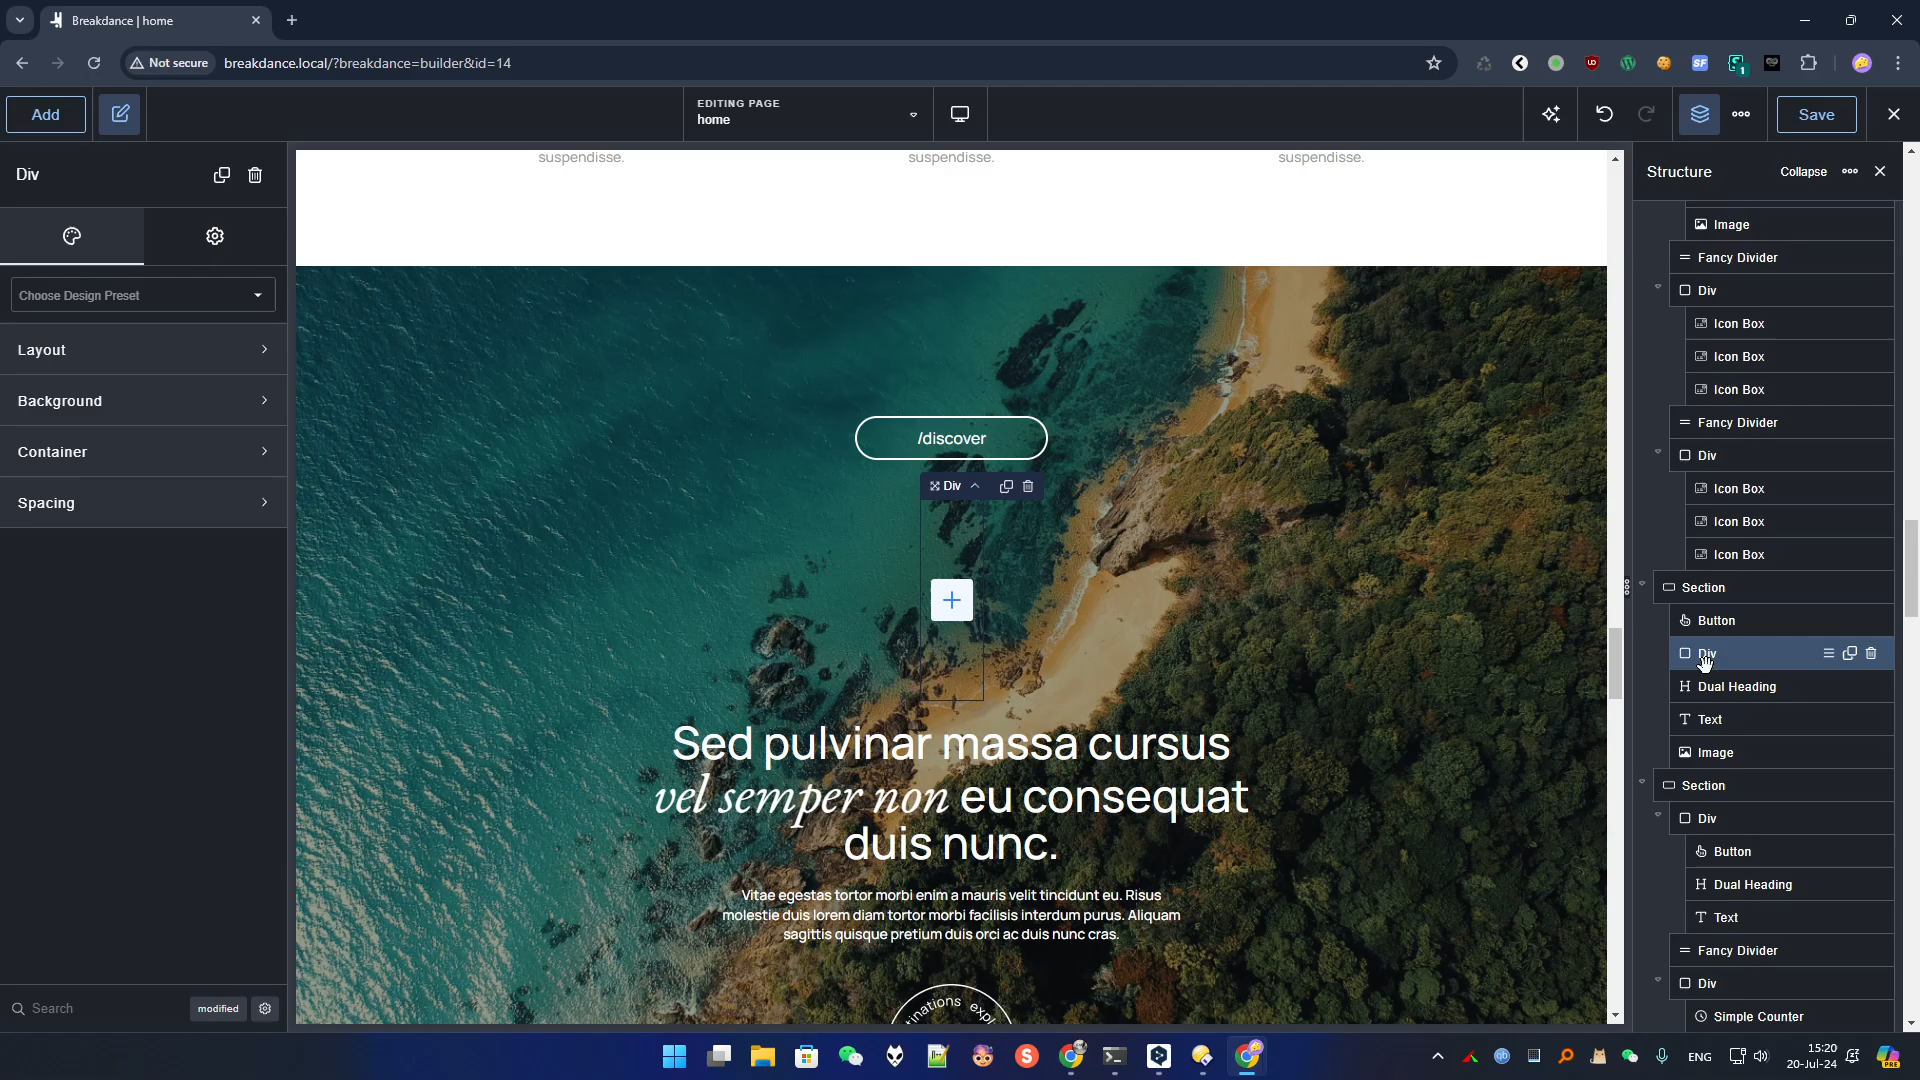 Breakdance | home
Not secure
breakdance.local/?breakdance=builder&id=14
Add
EDITING PAGE
home
Save
Div
Choose Design Preset
Layout
Background
Container
Spacing
Search
modified
suspendisse.
suspendisse.
suspendisse.
/discover
Div
Sed pulvinar massa cursus
vel semper non eu consequat
duis nunc.
Vitae egestas tortor morbi enim a mauris velit tincidunt eu. Risus
molestie duis lorem diam tortor morbi facilisis interdum purus. Aliquam
sagittis quisque pretium duis orci ac duis nunc cras.
Structure
Collapse
Image
Fancy Divider
Div
Icon Box
Icon Box
Icon Box
Fancy Divider
Div
Icon Box
Icon Box
Icon Box
Section
Button
Div
Dual Heading
Text
Image
Section
Div
Button
Dual Heading
Text
Fancy Divider
Div
Simple Counter
ENG
15:20
20-Jul-24